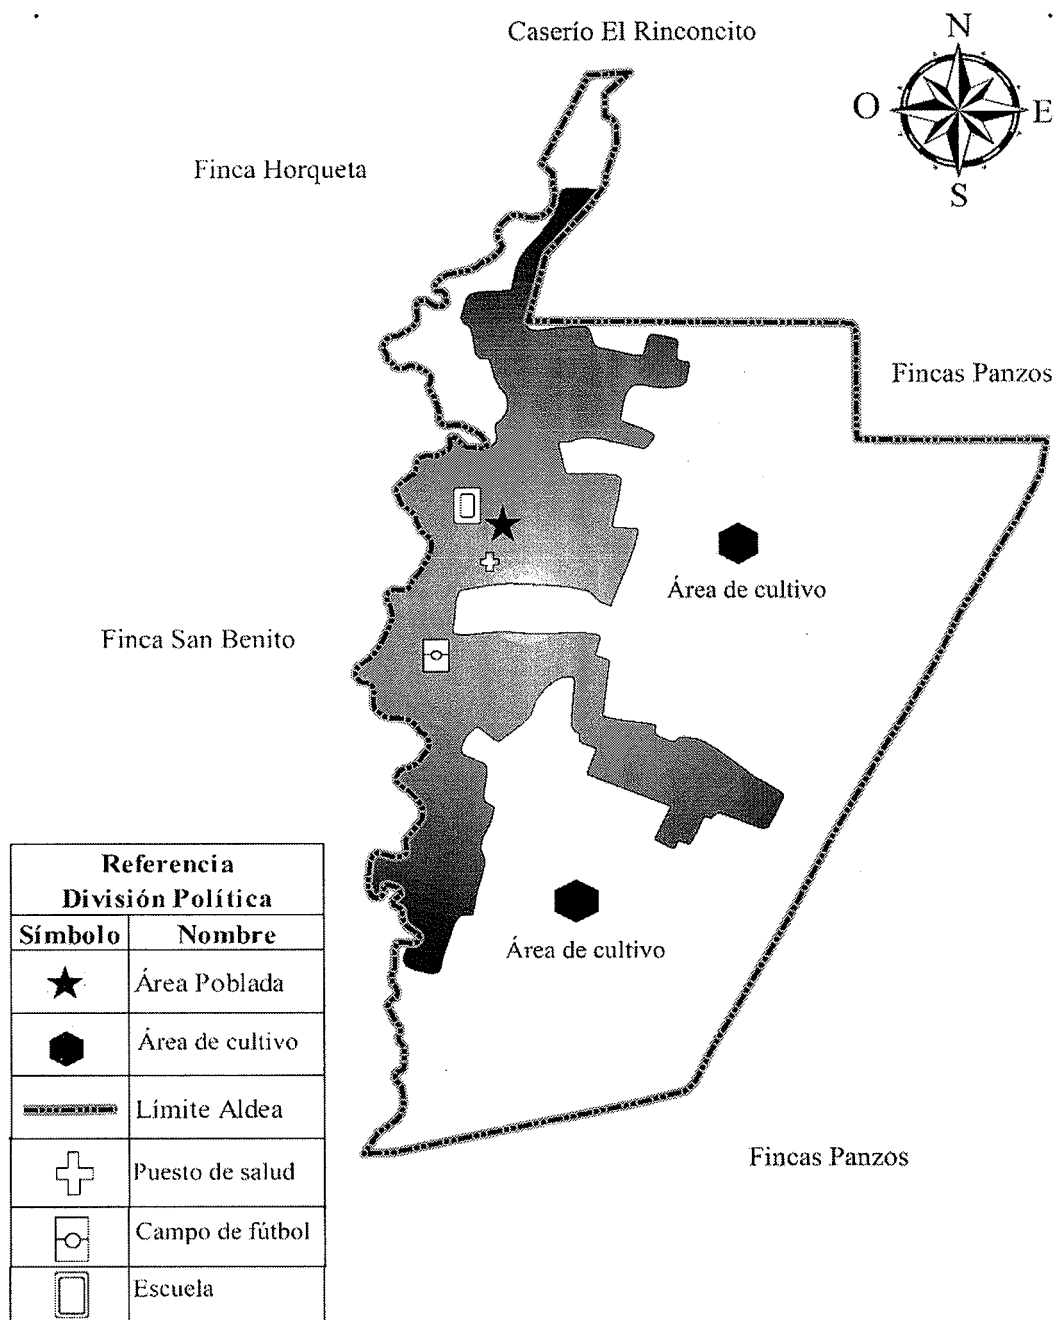 Caserío El Rinconcito
N
O
E
S
Finca Horqueta
Fincas Panzos
Área de cultivo
Finca San Benito
Área de cultivo
Fincas Panzos
Referencia
División Política
Símbolo Nombre
Área Poblada
Área de cultivo
Límite Aldea
Puesto de salud
Campo de fútbol
Escuela